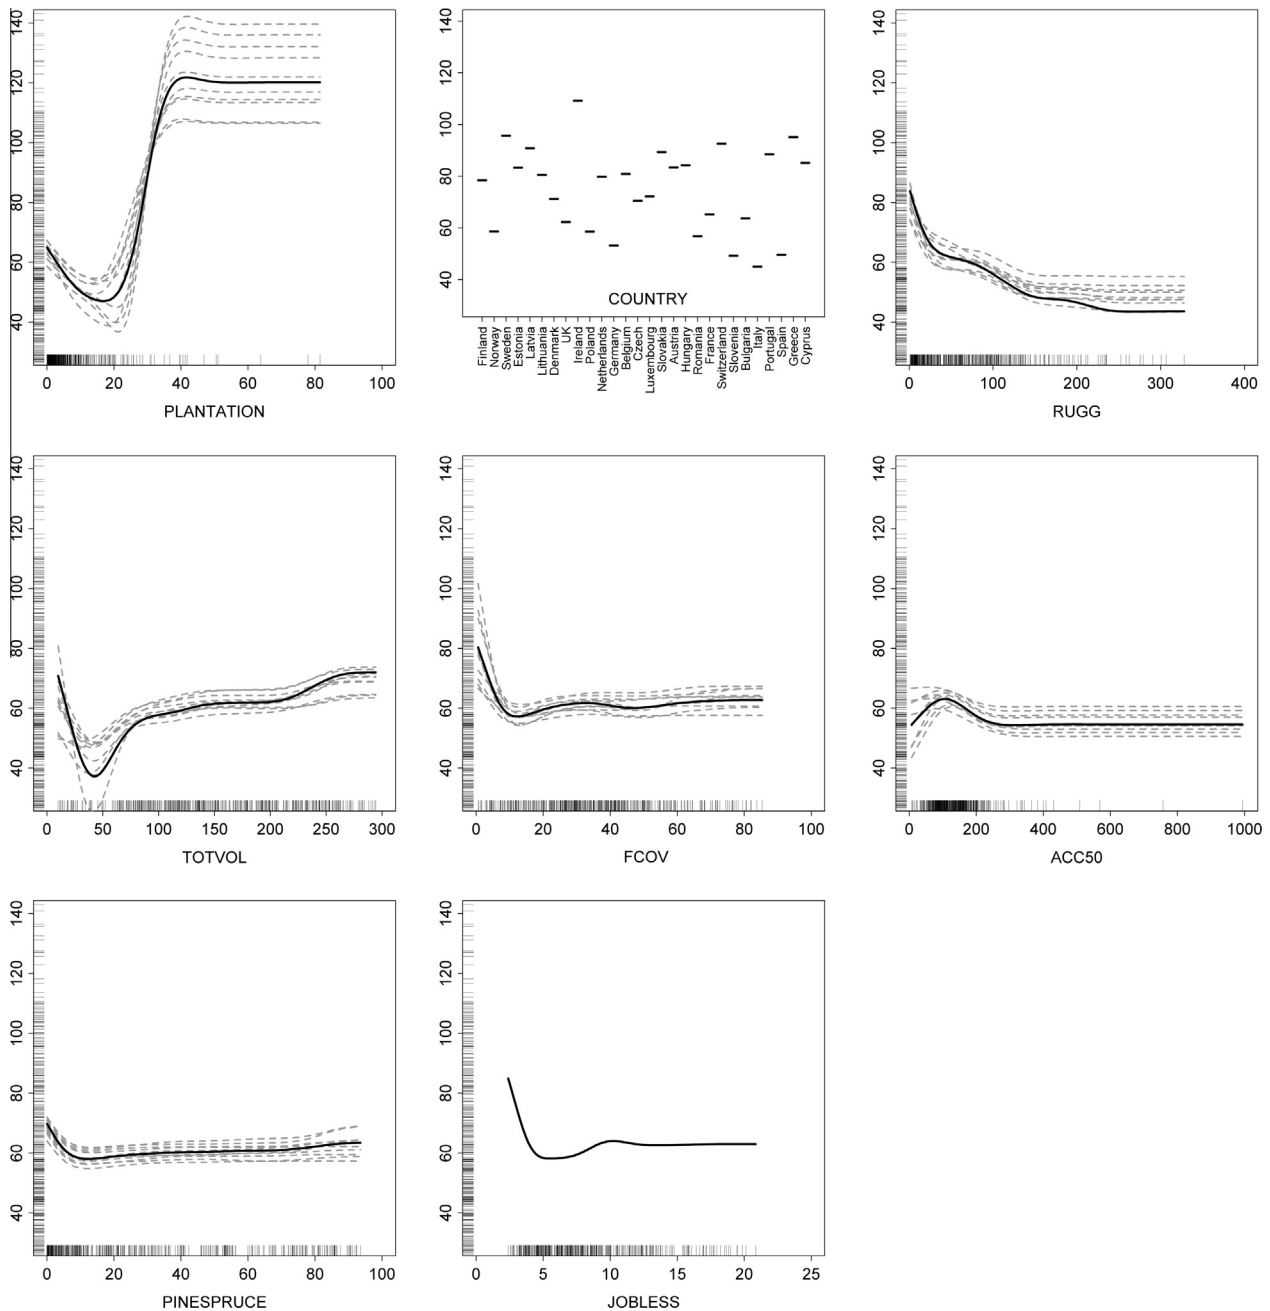 140
120
100
80
60
40
0 20 40 60 80 100
PLANTATION
140
120
100
80
60
40
COUNTRY
Finland
Norway
Sweden
Estonia
Latvia
Lithuania
Denmark
UK
Ireland
Poland
Netherlands
Germany
Belgium
Czech
Luxembourg
Slovakia
Austria
Hungary
Romania
France
Switzerland
Slovenia
Bulgaria
Italy
Portugal
Spain
Greece
Cyprus
140
120
100
80
60
40
0 100 200 300 400
RUGG
140
120
100
80
60
40
0 50 100 150 200 250 300
TOTVOL
140
120
100
80
60
40
0 20 40 60 80 100
FCOV
140
120
100
80
60
40
0 200 400 600 800 1000
ACC50
140
120
100
80
60
40
0 20 40 60 80 100
PINESPRUCE
140
120
100
80
60
40
0 5 10 15 20 25
JOBLESS